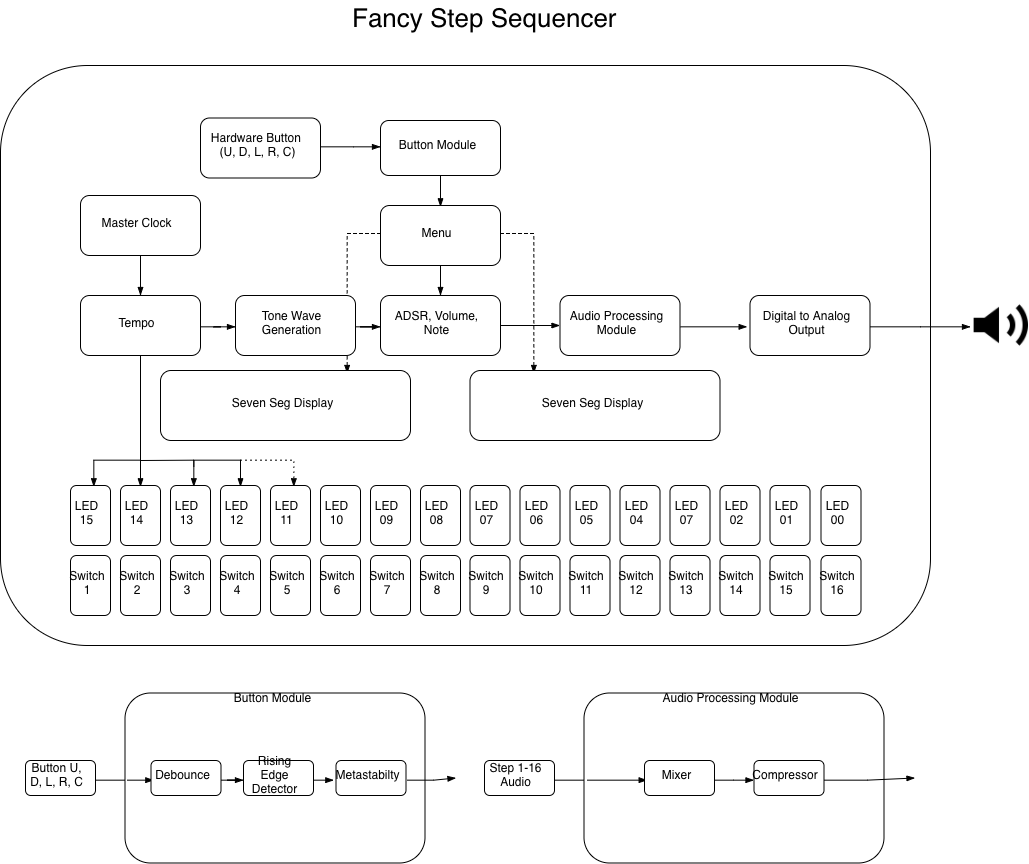 Fancy Step Sequencer
Hardware Button
(U, D, L, R, C)
Button Module
Master Clock
Menu
Tempo
Tone Wave
Generation
ADSR, Volume,
Note
Audio Processing
Module
Digital to Analog
Output
Seven Seg Display
Seven Seg Display
LED
15
LED
14
LED
13
LED
12
LED
11
LED
10
LED
09
LED
08
LED
07
LED
06
LED
05
LED
04
LED
07
LED
02
LED
01
LED
00
Switch
1
Switch
2
Switch
3
Switch
4
Switch
5
Switch
6
Switch
7
Switch
8
Switch
9
Switch
10
Switch
11
Switch
12
Switch
13
Switch
14
Switch
15
Switch
16
Button Module
Button U,
D, L, R, C
Debounce
Rising
Edge
Detector
Metastabilty
Audio Processing Module
Step 1-16
Audio
Mixer
Compressor